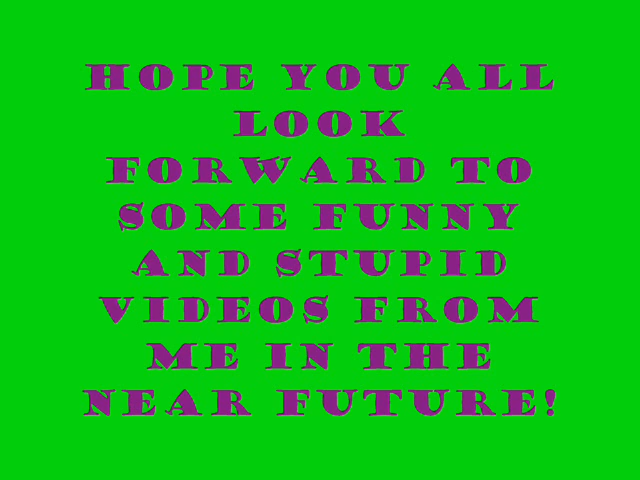 HOPE YOU ALL
LOOK
FORWARD TO
SOME FUNNY
AND STUPID
VIDEOS FROM
ME IN THE
NEAR FUTURE!